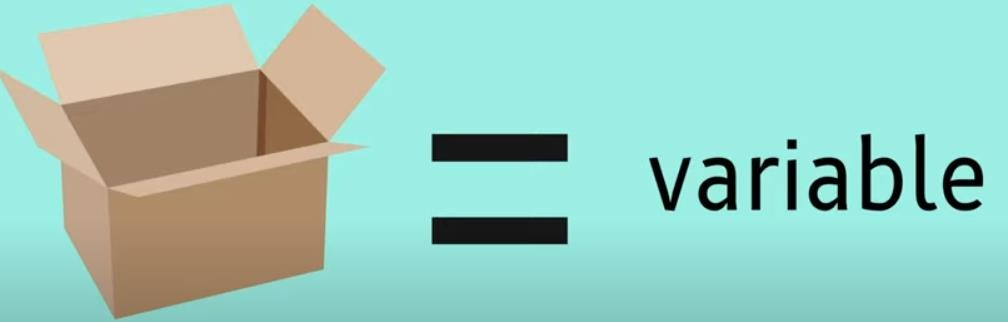 = variable